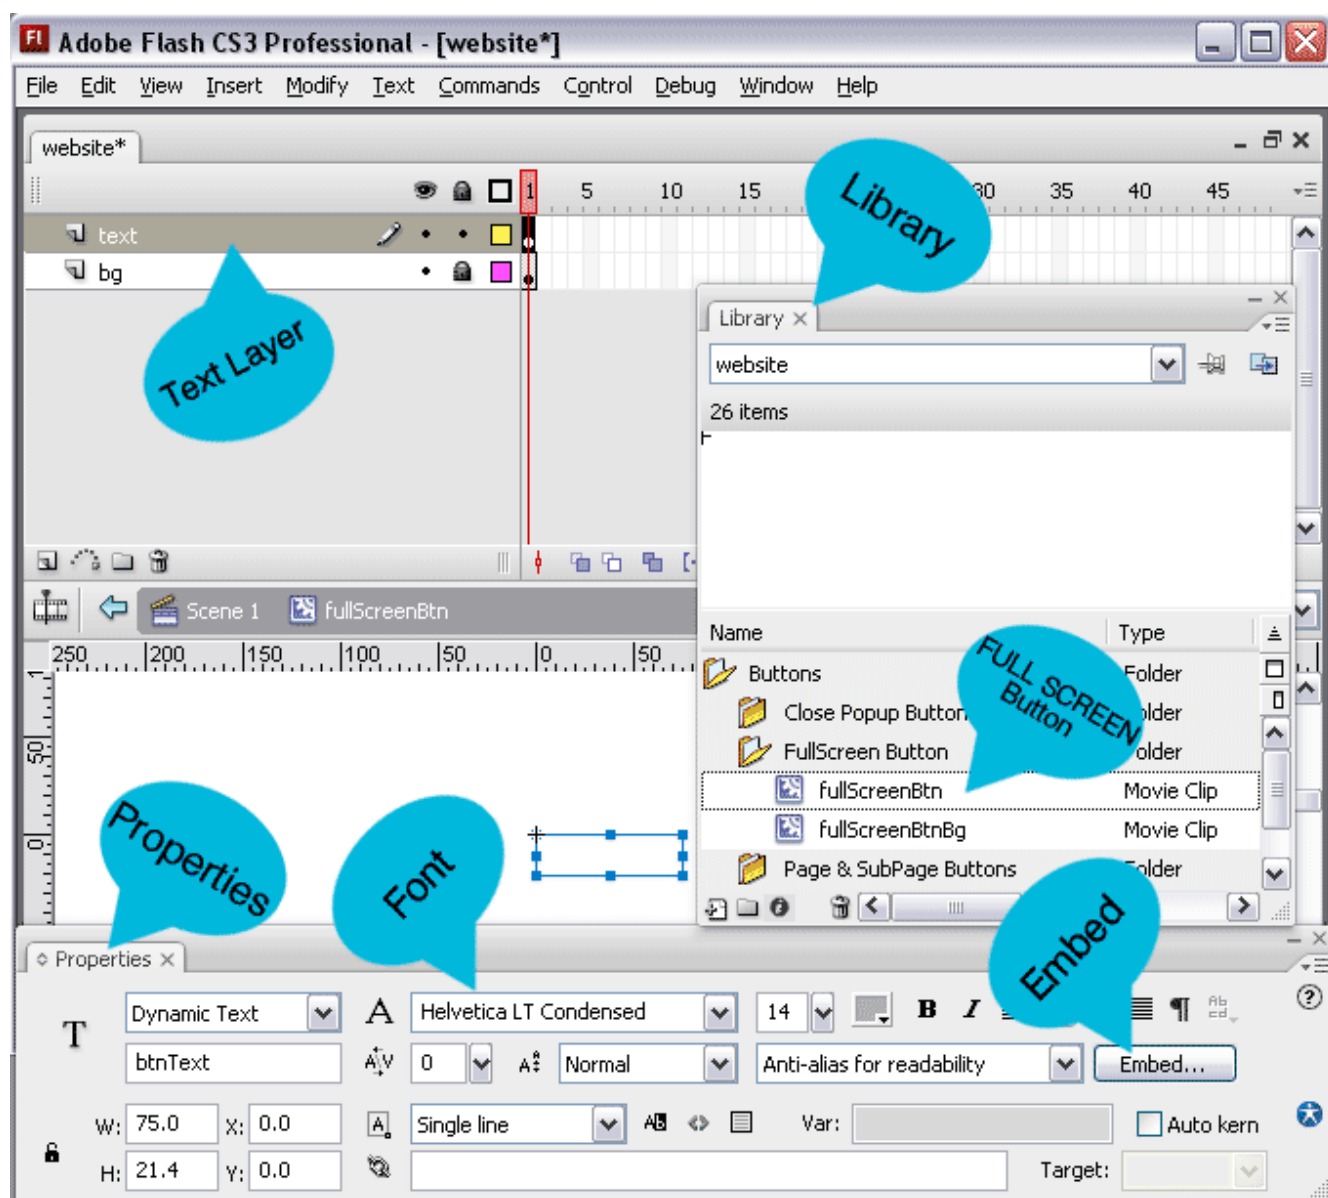 Fl Adobe Flash CS3 Professional - [website*]
File Edit View Insert Modify Text Commands Control Debug Window Help
website*
1 5 10 15 30 35 40 45
Library
text
bg
Text Layer
Library
website
26 items
Scene 1 fullScreenBtn
250 200 150 100 50 0 50
Name Type
Buttons Folder
Close Popup Button
FullScreen Button
fullScreenBtn Movie Clip
fullScreenBtnBg Movie Clip
Page & SubPage Buttons
FULL SCREEN
Button
1
50
0
Properties
Font
Embed
Properties
T Dynamic Text A Helvetica LT Condensed 14 B I
btnText A|V 0 Normal Anti-alias for readability Embed...
W: 75.0 X: 0.0 Single line AB Var: Auto kern
H: 21.4 Y: 0.0 Target: